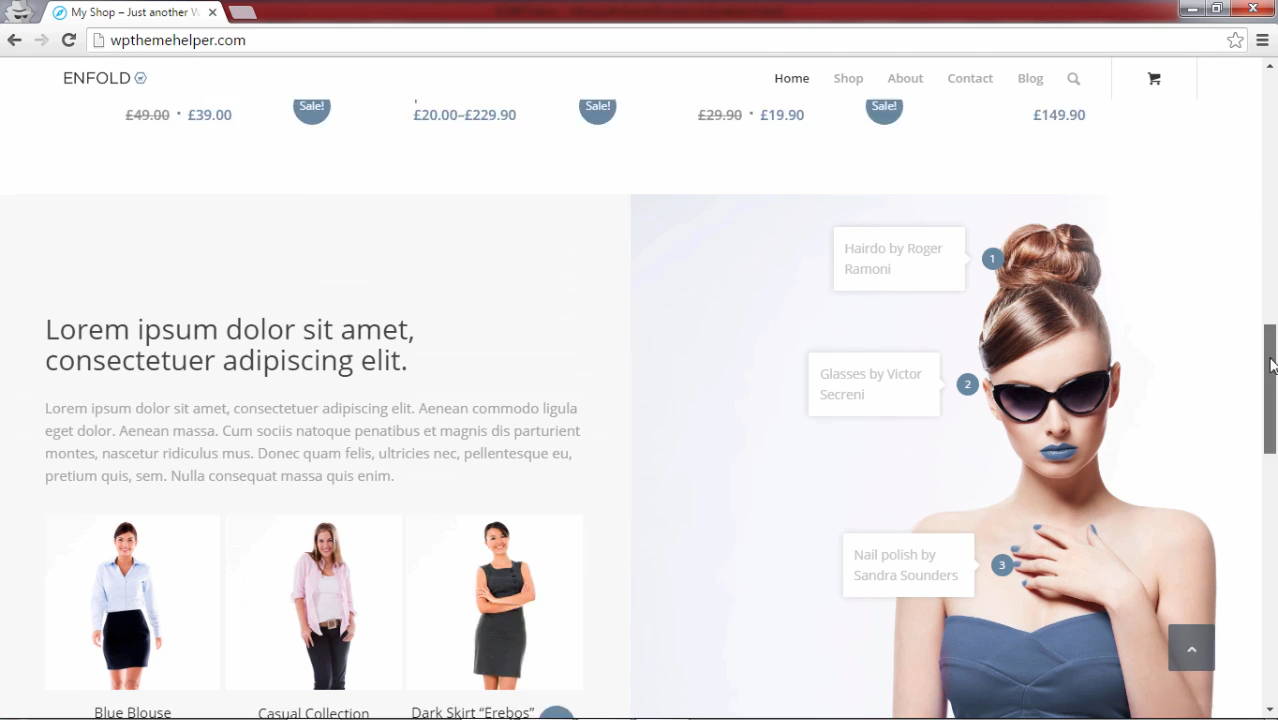 My Shop – Just another W
wpthemehelper.com
ENFOLD
Home Shop About Contact Blog
Sale! Sale! Sale!
£49.00 £39.00 £20.00–£229.90 £29.90 £19.90 £149.90
Hairdo by Roger
Ramoni
1
Lorem ipsum dolor sit amet,
consectetuer adipiscing elit.
Glasses by Victor
Secreni
2
Lorem ipsum dolor sit amet, consectetuer adipiscing elit. Aenean commodo ligula
eget dolor. Aenean massa. Cum sociis natoque penatibus et magnis dis parturient
montes, nascetur ridiculus mus. Donec quam felis, ultricies nec, pellentesque eu,
pretium quis, sem. Nulla consequat massa quis enim.
Nail polish by
Sandra Sounders
3
Blue Blouse Casual Collection Dark Skirt “Erebos”